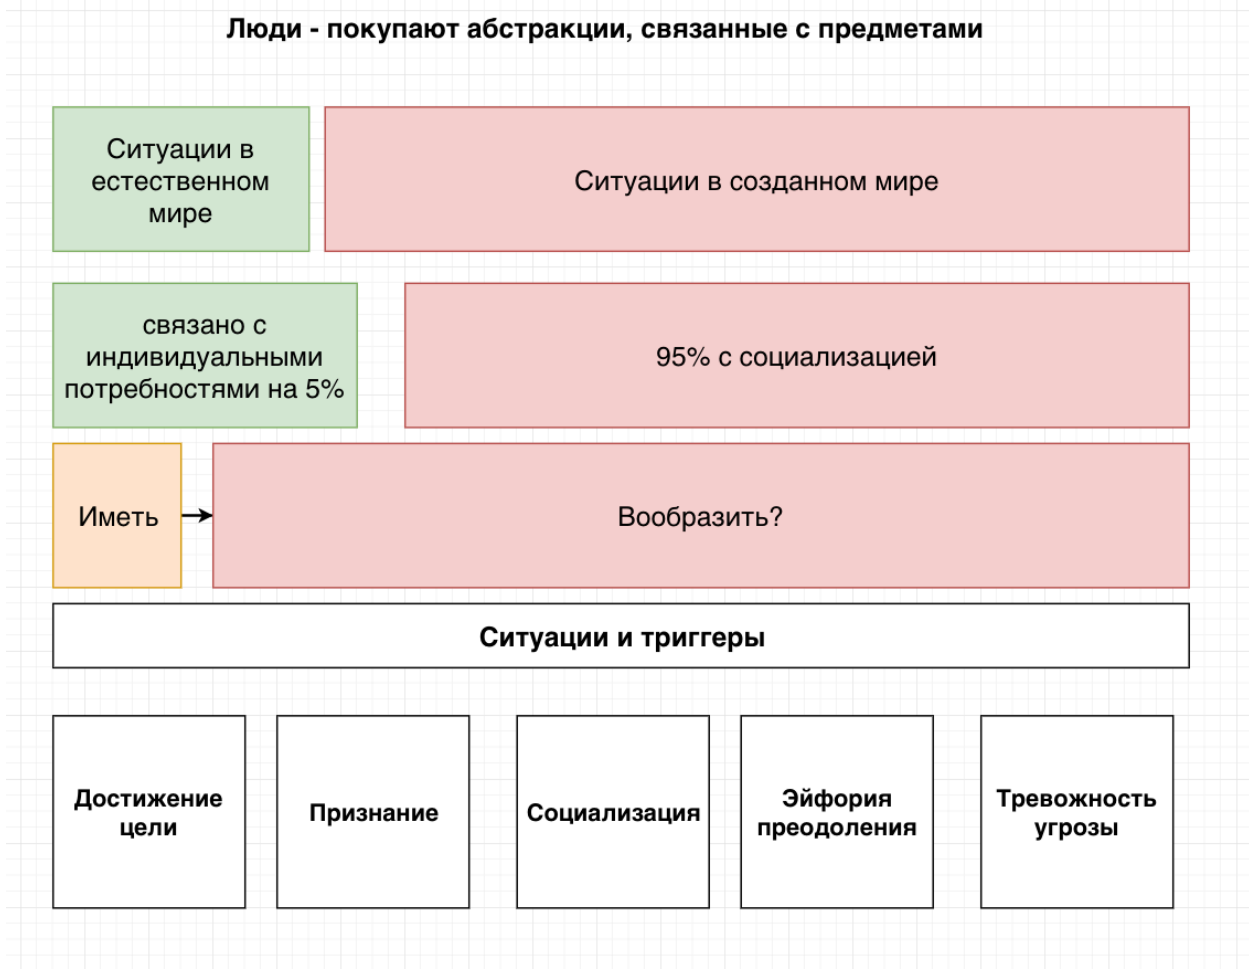 Люди - покупают абстракции, связанные с предметами
Ситуации в
естественном
мире
Ситуации в созданном мире
связано с
индивидуальными
потребностями на 5%
95% с социализацией
Иметь
Вообразить?
Ситуации и триггеры
Достижение
цели
Признание
Социализация
Эйфория
преодоления
Тревожность
угрозы